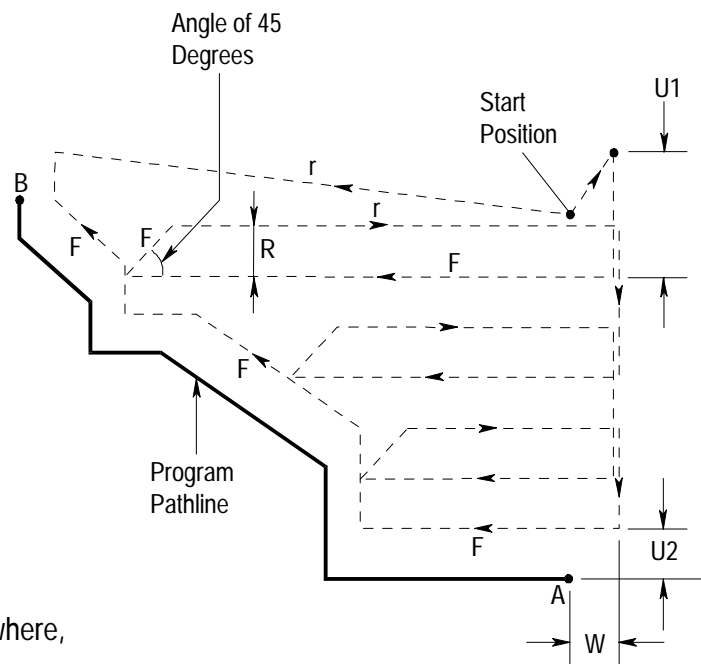 Angle of 45
Degrees
U1
Start
Position
r
B
r
F
F
R
F
F
Program
Pathline
F
U2
A
where,
W